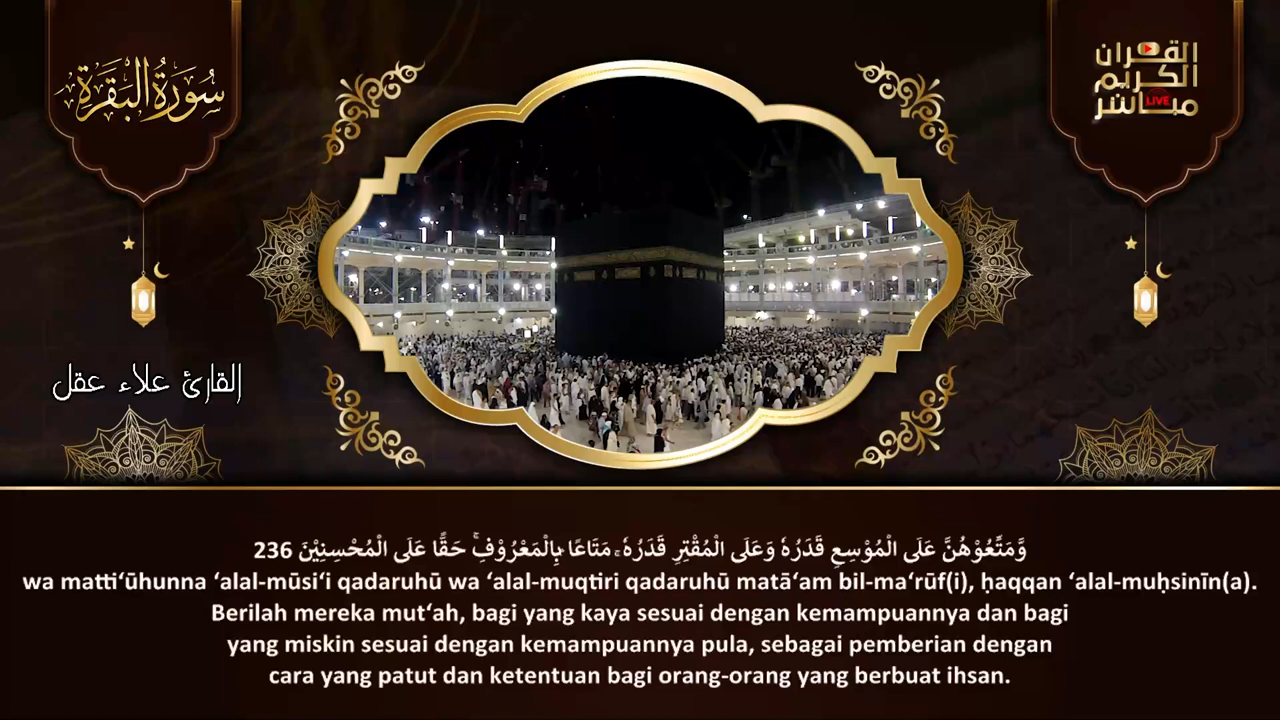 سُورَةُ البَقَرَةِ
القرآن
الكريم
مباشر
LIVE
القارئ علاء عقل
وَّمَتِّعُوْهُنَّ عَلَى الْمُوْسِعِ قَدَرُهٗ وَعَلَى الْمُقْتِرِ قَدَرُهٗ ۚ مَتَاعًا ۢبِالْمَعْرُوْفِۚ حَقًّا عَلَى الْمُحْسِنِيْنَ 236
wa matti‘ūhunna ‘alal-mūsi‘i qadaruhū wa ‘alal-muqtiri qadaruhū matā‘am bil-ma‘rūf(i), ḥaqqan ‘alal-muḥsinīn(a).
Berilah mereka mut‘ah, bagi yang kaya sesuai dengan kemampuannya dan bagi
yang miskin sesuai dengan kemampuannya pula, sebagai pemberian dengan
cara yang patut dan ketentuan bagi orang-orang yang berbuat ihsan.